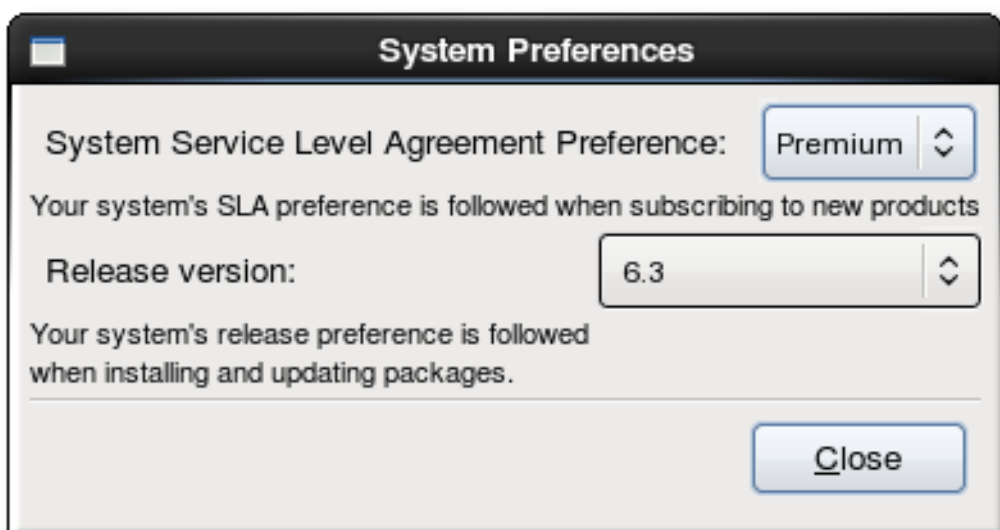 System Preferences
System Service Level Agreement Preference: Premium
Your system's SLA preference is followed when subscribing to new products
Release version: 6.3
Your system's release preference is followed
when installing and updating packages.
Close